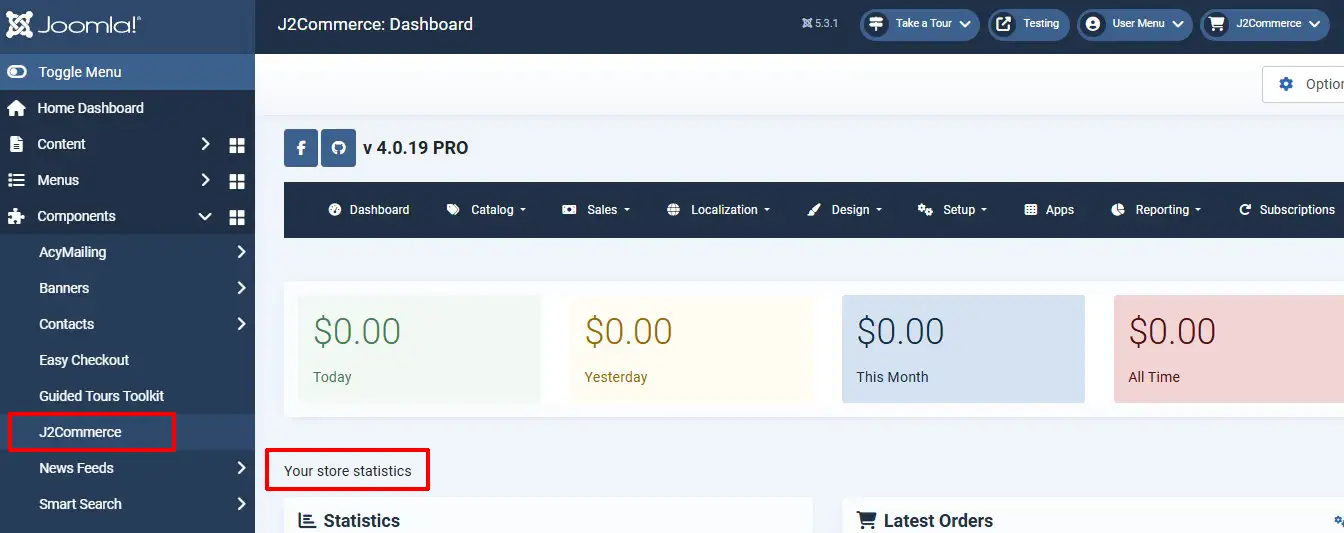 Joomla!
J2Commerce: Dashboard
5.3.1
Take a Tour
Testing
User Menu
J2Commerce
Toggle Menu
Home Dashboard
Content
Menus
Components
AcyMailing
Banners
Contacts
Easy Checkout
Guided Tours Toolkit
J2Commerce
News Feeds
Smart Search
v 4.0.19 PRO
Dashboard
Catalog
Sales
Localization
Design
Setup
Apps
Reporting
Subscriptions
$0.00
Today
$0.00
Yesterday
$0.00
This Month
$0.00
All Time
Your store statistics
Statistics
Latest Orders